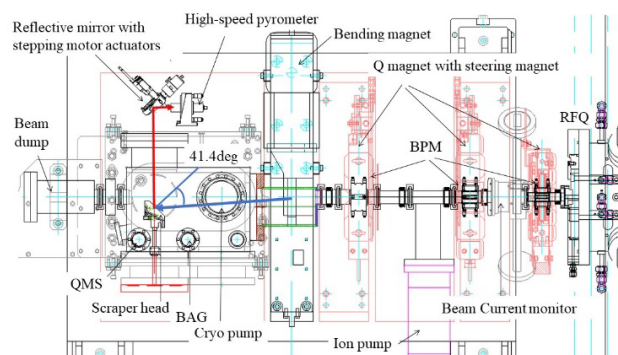 High-speed pyrometer
Reflective mirror with
stepping motor actuators
Bending magnet
Q magnet with steering magnet
RFQ
Beam
dump
41.4deg
BPM
QMS
Scraper head
BAG
Cryo pump
Ion pump
Beam Current monitor